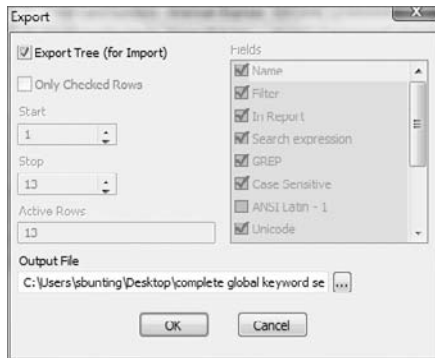 Export
Export Tree (for Import)
Only Checked Rows
Start
1
Stop
13
Active Rows
13
Fields
Name
Filter
In Report
Search expression
GREP
Case Sensitive
ANSI Latin - 1
Unicode
Output File
C:\Users\sbunting\Desktop\complete global keyword se
...
OK
Cancel